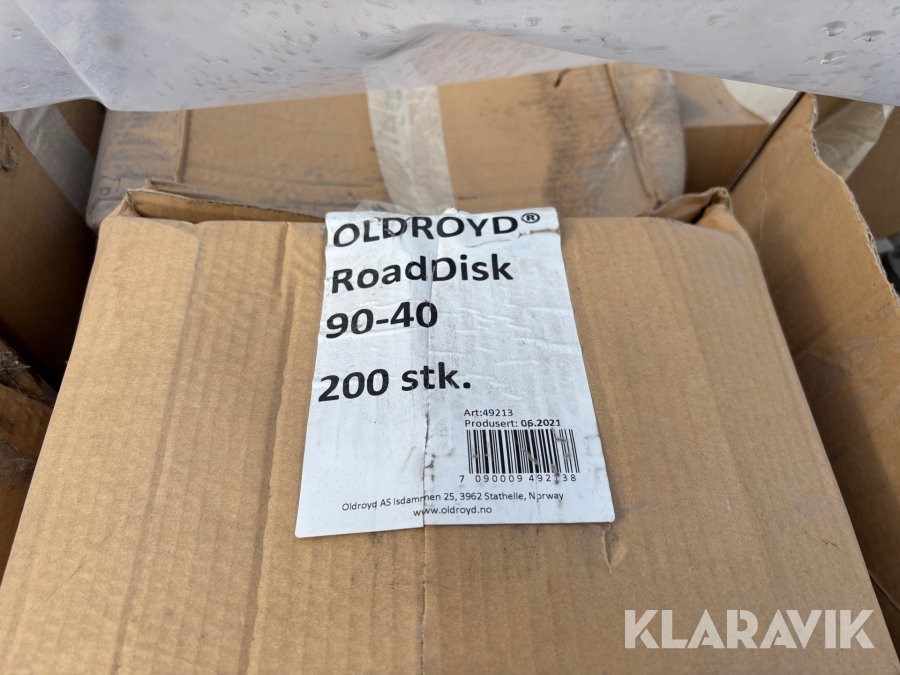 OLDROYD®
RoadDisk
90-40
200 stk.
Art:49213
Produsert: 06.2021
7 090009 492138
Oldroyd AS Isdammen 25, 3962 Stathelle, Norway
www.oldroyd.no
KLARAVIK